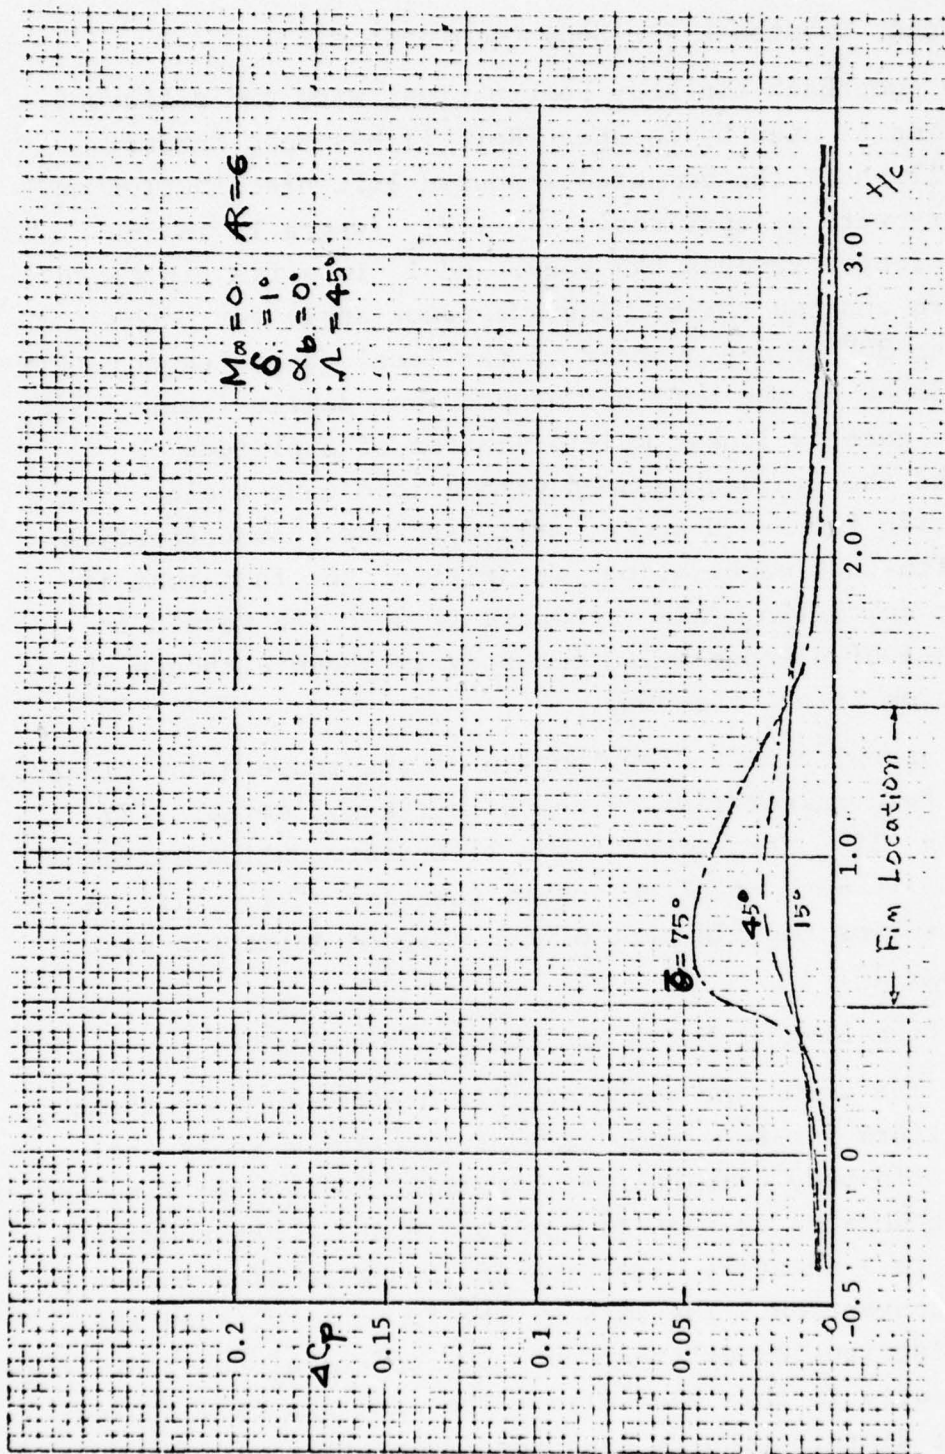 M∞ = 0 AR = 6
δ = 1°
αb = 0°
Λ = 45°
ΔCp
0.2
0.15
0.1
0.05
0
θ̄ = 75°
45°
15°
-0.5
0
1.0
2.0
3.0
x/c
← Fin Location →